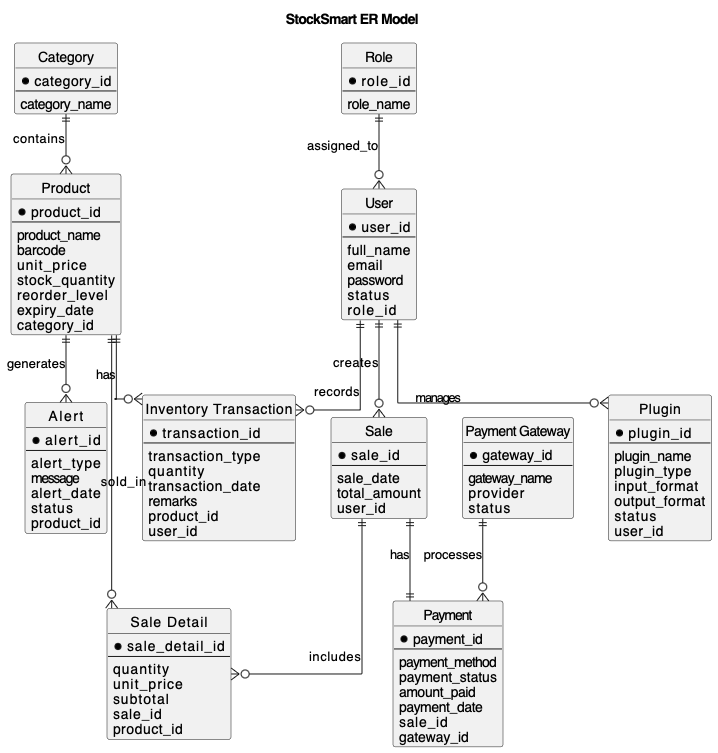 StockSmart ER Model
Category
category_id
category_name
Role
role_id
role_name
contains
assigned_to
Product
product_id
product_name
barcode
unit_price
stock_quantity
reorder_level
expiry_date
category_id
User
user_id
full_name
email
password
status
role_id
generates
has
creates
records
manages
Alert
alert_id
alert_type
message
alert_date
status
product_id
sold_in
Inventory Transaction
transaction_id
transaction_type
quantity
transaction_date
remarks
product_id
user_id
Sale
sale_id
sale_date
total_amount
user_id
Payment Gateway
gateway_id
gateway_name
provider
status
Plugin
plugin_id
plugin_name
plugin_type
input_format
output_format
status
user_id
has
processes
includes
Sale Detail
sale_detail_id
quantity
unit_price
subtotal
sale_id
product_id
Payment
payment_id
payment_method
payment_status
amount_paid
payment_date
sale_id
gateway_id